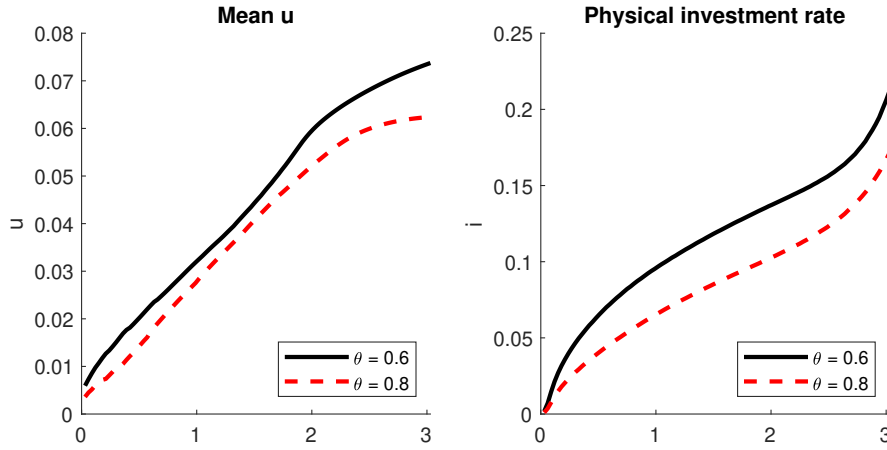 Mean u
0.08
0.07
0.06
0.05
0.04
0.03
0.02
0.01
0
u
0
1
2
3
θ = 0.6
θ = 0.8
Physical investment rate
0.25
0.2
0.15
0.1
0.05
0
i
0
1
2
3
θ = 0.6
θ = 0.8